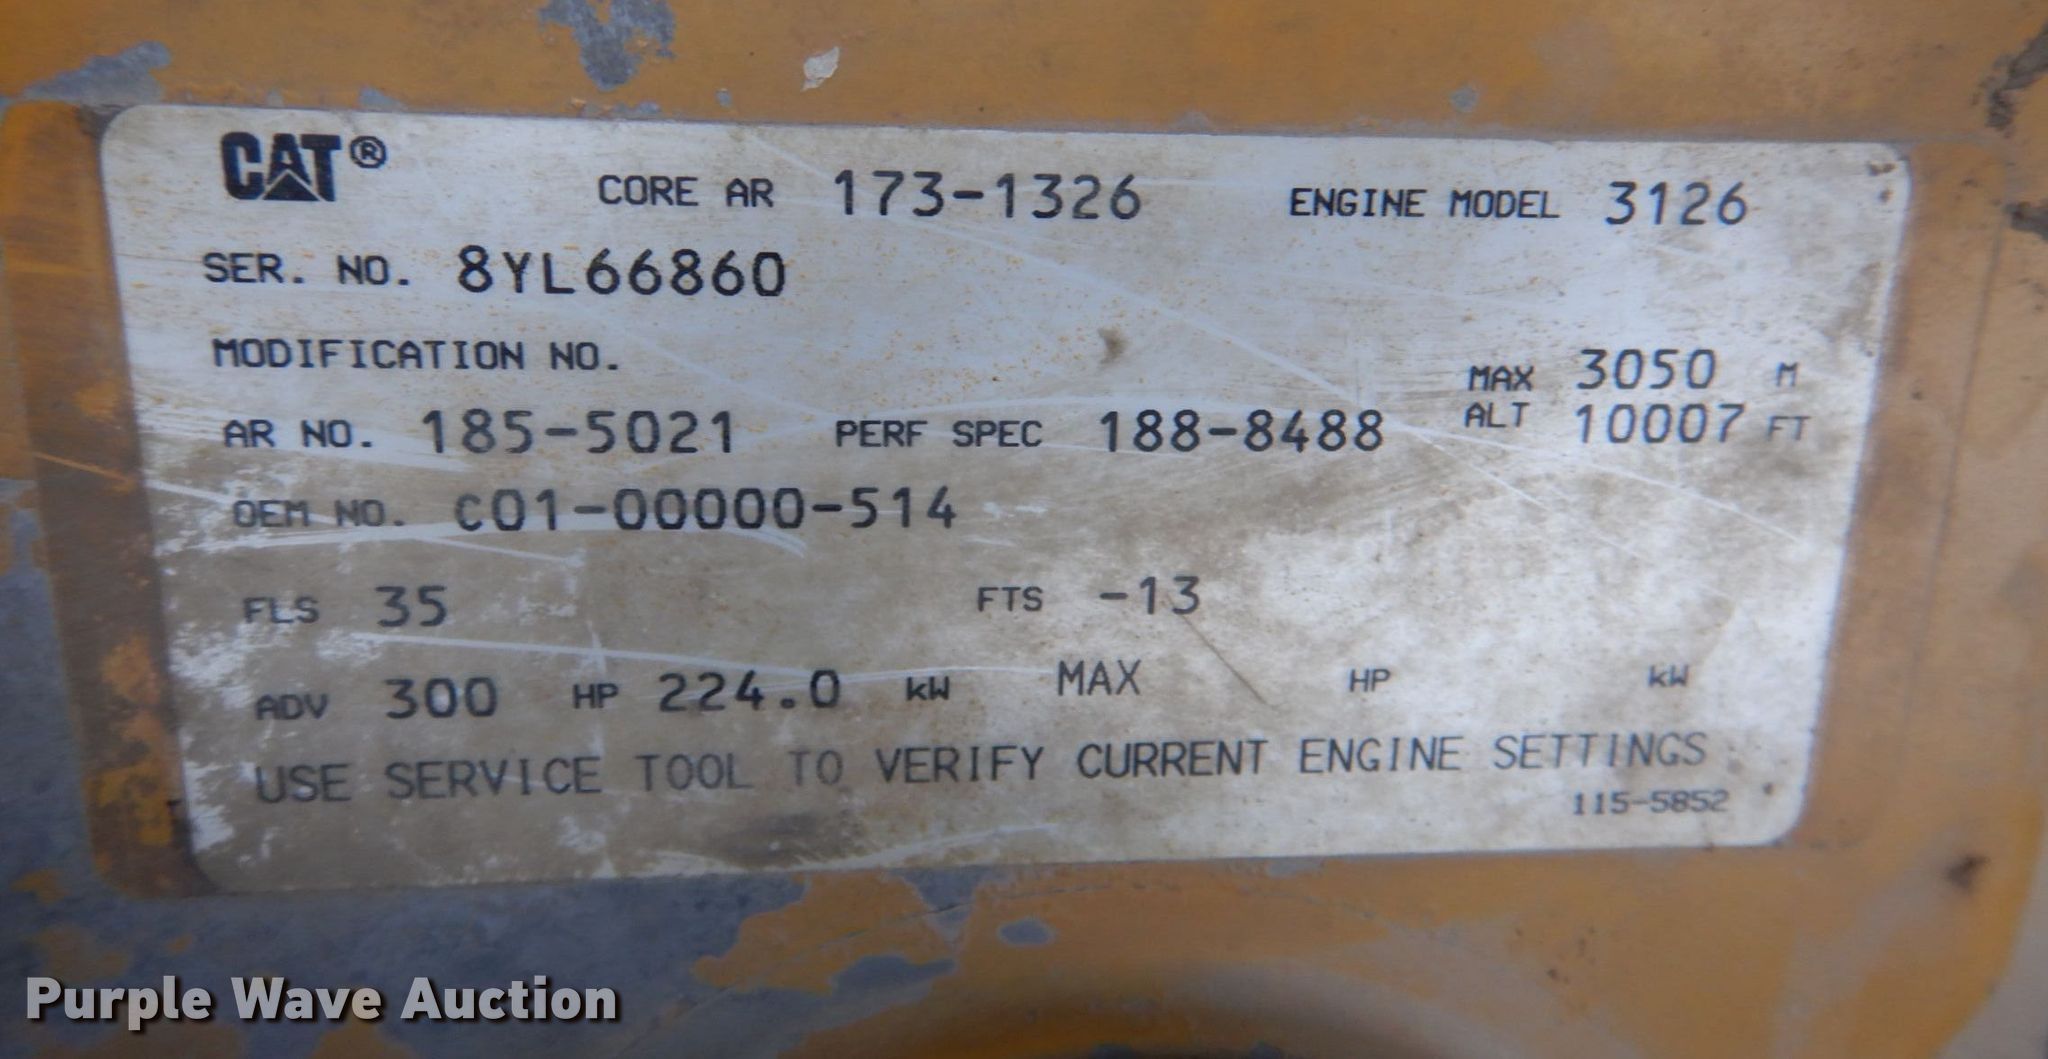 CAT®
CORE AR 173-1326 ENGINE MODEL 3126
SER. NO. 8YL66860
MODIFICATION NO.
MAX ALT 3050 M
10007 FT
AR NO. 185-5021 PERF SPEC 188-8488
OEM NO. C01-00000-514
FLS 35 FTS -13
ADV 300 HP 224.0 kW MAX HP kW
USE SERVICE TOOL TO VERIFY CURRENT ENGINE SETTINGS
115-5852
Purple Wave Auction